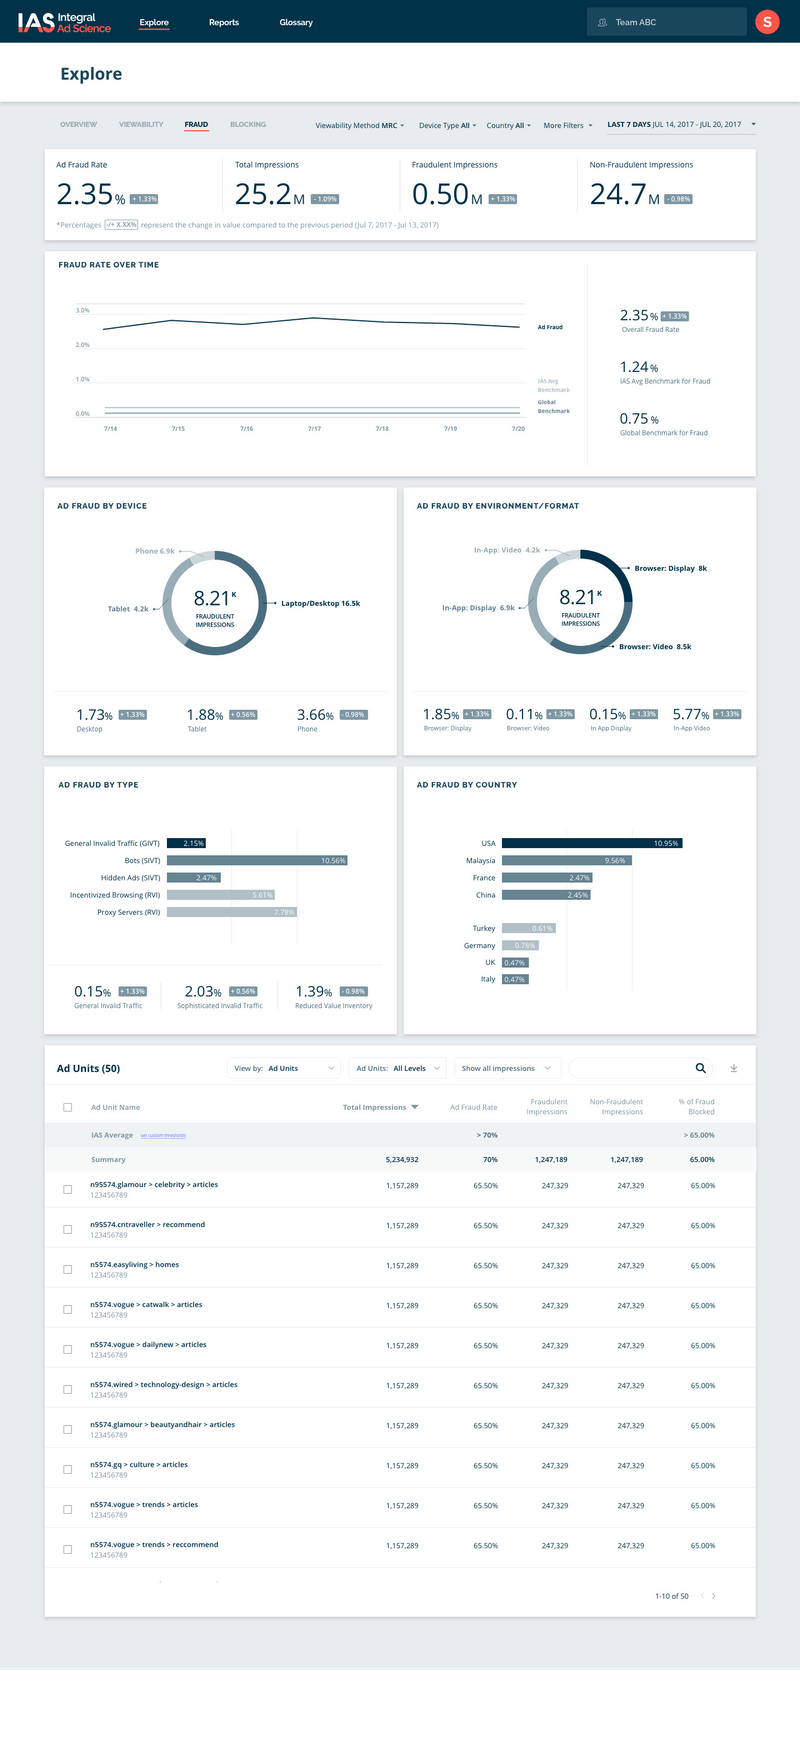 IAS Integral
Ad Science
Explore
Reports
Glossary
Team ABC
S
Explore
OVERVIEW
VIEWABILITY
FRAUD
BLOCKING
Viewability Method MRC
Device Type All
Country All
More Filters
LAST 7 DAYS JUL 14, 2017 - JUL 20, 2017
Ad Fraud Rate
2.35% + 1.33%
Total Impressions
25.2M - 1.09%
Fraudulent Impressions
0.50M + 1.33%
Non-Fraudulent Impressions
24.7M - 0.98%
*Percentages -/+ X.XX% represent the change in value compared to the previous period (Jul 7, 2017 - Jul 13, 2017)
FRAUD RATE OVER TIME
3.0%
2.0%
1.0%
0.0%
7/14 7/15 7/16 7/17 7/18 7/19 7/20
Ad Fraud
IAS Avg
Benchmark
Global
Benchmark
2.35% + 1.33%
Overall Fraud Rate
1.24%
IAS Avg Benchmark for Fraud
0.75%
Global Benchmark for Fraud
AD FRAUD BY DEVICE
Phone 6.9k
Tablet 4.2k
Laptop/Desktop 16.5k
8.21K
FRAUDULENT
IMPRESSIONS
1.73% + 1.33%
Desktop
1.88% + 0.56%
Tablet
3.66% - 0.98%
Phone
AD FRAUD BY ENVIRONMENT/FORMAT
In-App: Video 4.2k
Browser: Display 8k
In-App: Display 6.9k
Browser: Video 8.5k
8.21K
FRAUDULENT
IMPRESSIONS
1.85% + 1.33%
Browser: Display
0.11% + 1.33%
Browser: Video
0.15% + 1.33%
In App Display
5.77% + 1.33%
In-App Video
AD FRAUD BY TYPE
General Invalid Traffic (GIVT) 2.15%
Bots (SIVT) 10.56%
Hidden Ads (SIVT) 2.47%
Incentivized Browsing (RVI) 5.61%
Proxy Servers (RVI) 7.78%
0.15% + 1.33%
General Invalid Traffic
2.03% + 0.56%
Sophisticated Invalid Traffic
1.39% - 0.98%
Reduced Value Inventory
AD FRAUD BY COUNTRY
USA 10.95%
Malaysia 9.56%
France 2.47%
China 2.45%
Turkey 0.61%
Germany 0.78%
UK 0.47%
Italy 0.47%
Ad Units (50)
View by: Ad Units
Ad Units: All Levels
Show all impressions
Ad Unit Name
Total Impressions
Ad Fraud Rate
Fraudulent
Impressions
Non-Fraudulent
Impressions
% of Fraud
Blocked
IAS Average set custom thresholds > 70% > 65.00%
Summary 5,234,932 70% 1,247,189 1,247,189 65.00%
n95574.glamour > celebrity > articles 1,157,289 65.50% 247,329 247,329 65.00%
123456789
n95574.cntraveller > recommend 1,157,289 65.50% 247,329 247,329 65.00%
123456789
n5574.easyliving > homes 1,157,289 65.50% 247,329 247,329 65.00%
123456789
n5574.vogue > catwalk > articles 1,157,289 65.50% 247,329 247,329 65.00%
123456789
n5574.vogue > dailynew > articles 1,157,289 65.50% 247,329 247,329 65.00%
123456789
n5574.wired > technology-design > articles 1,157,289 65.50% 247,329 247,329 65.00%
123456789
n5574.glamour > beautyandhair > articles 1,157,289 65.50% 247,329 247,329 65.00%
123456789
n5574.gq > culture > articles 1,157,289 65.50% 247,329 247,329 65.00%
123456789
n5574.vogue > trends > articles 1,157,289 65.50% 247,329 247,329 65.00%
123456789
n5574.vogue > trends > reccommend 1,157,289 65.50% 247,329 247,329 65.00%
123456789
1-10 of 50